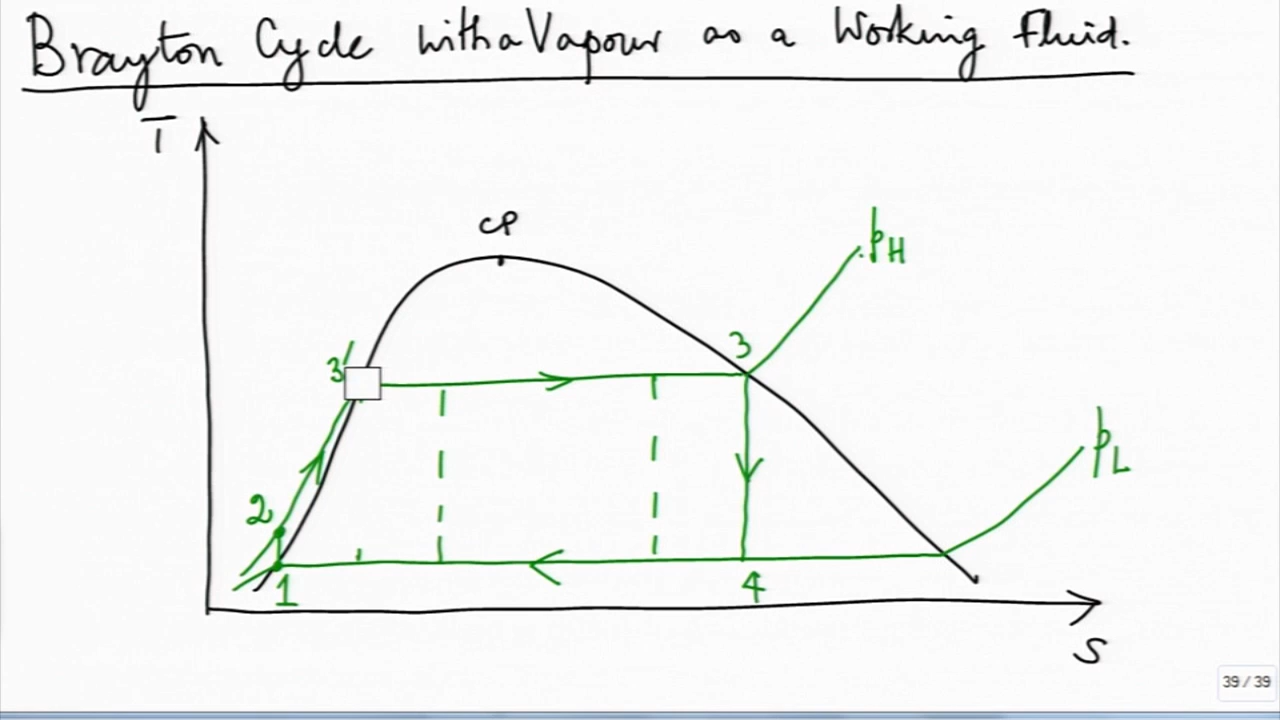 Brayton Cycle with a Vapour as a Working Fluid.
T
CP
pH
3
3'
pL
2
1
4
S
39 / 39